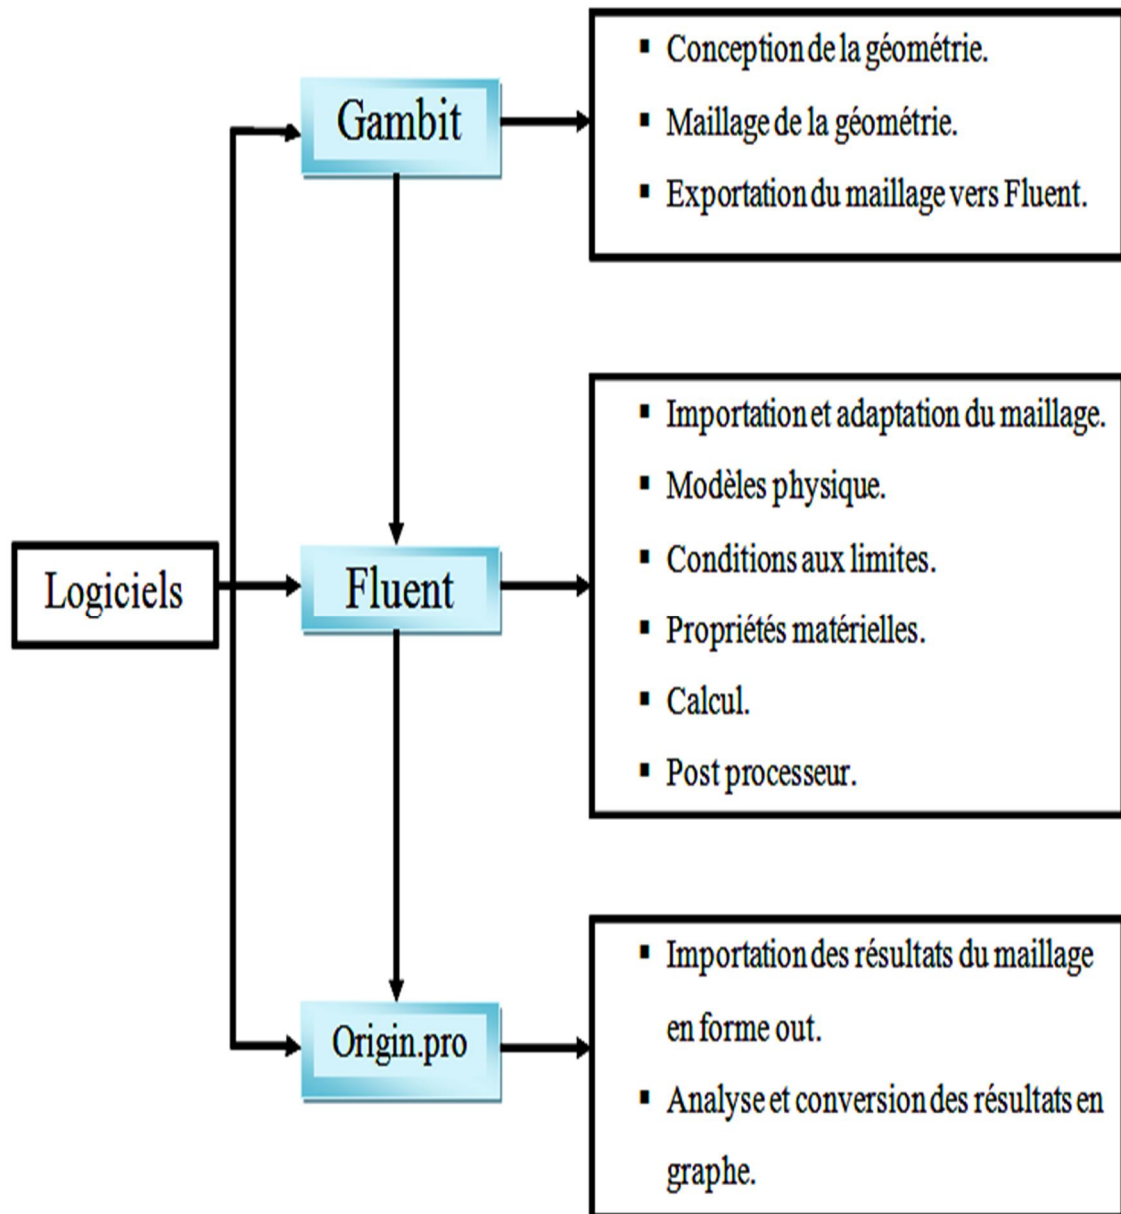 Gambit
▪ Conception de la géométrie.
▪ Maillage de la géométrie.
▪ Exportation du maillage vers Fluent.
Logiciels
Fluent
▪ Importation et adaptation du maillage.
▪ Modèles physique.
▪ Conditions aux limites.
▪ Propriétés matérielles.
▪ Calcul.
▪ Post processeur.
Origin.pro
▪ Importation des résultats du maillage
en forme out.
▪ Analyse et conversion des résultats en
graphe.